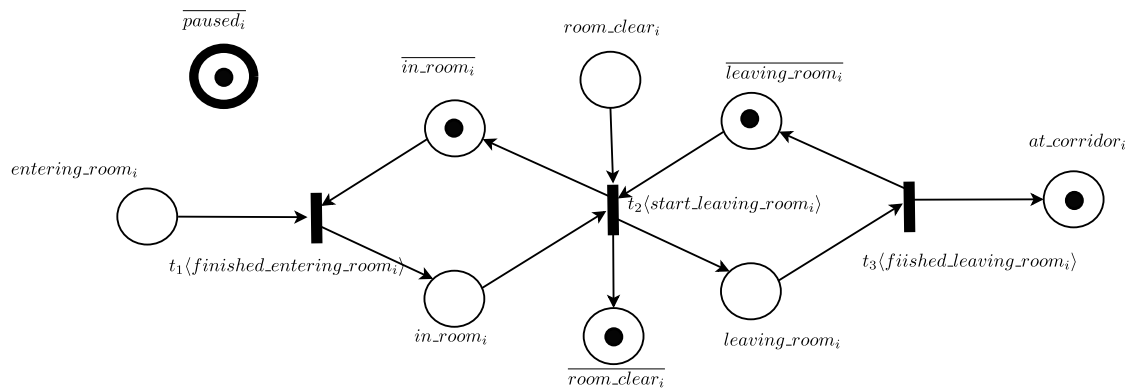 paused_i
room_clear_i
in_room_i
leaving_room_i
at_corridor_i
entering_room_i
t_2⟨start_leaving_room_i⟩
t_1⟨finished_entering_room_i⟩
t_3⟨fiished_leaving_room_i⟩
in_room_i
leaving_room_i
room_clear_i